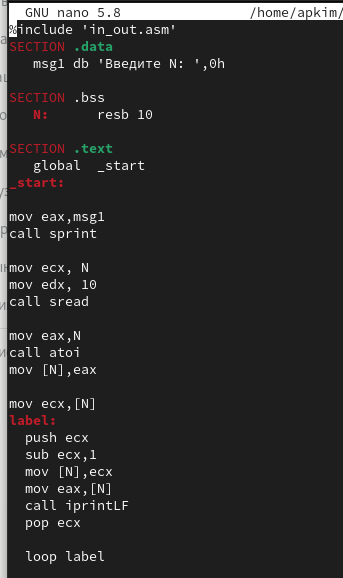 GNU nano 5.8 /home/apkim/
%include 'in_out.asm'
SECTION .data
msg1 db 'Введите N: ',0h
SECTION .bss
N: resb 10
SECTION .text
global _start
_start:
mov eax,msg1
call sprint
mov ecx, N
mov edx, 10
call sread
mov eax,N
call atoi
mov [N],eax
mov ecx,[N]
label:
push ecx
sub ecx,1
mov [N],ecx
mov eax,[N]
call iprintLF
pop ecx
loop label